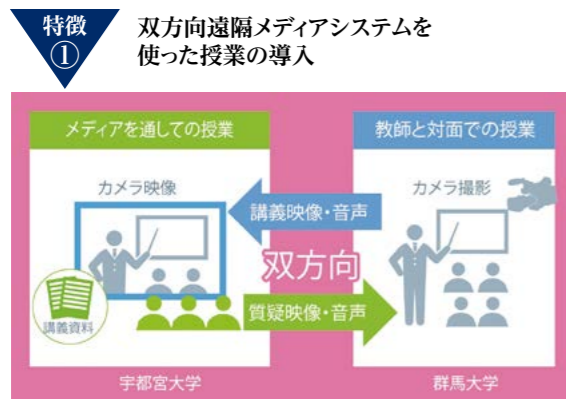 特徴
①
双方向遠隔メディアシステムを
使った授業の導入
メディアを通しての授業
教師と対面での授業
カメラ映像
カメラ撮影
講義映像・音声
双方向
質疑映像・音声
講義資料
宇都宮大学
群馬大学